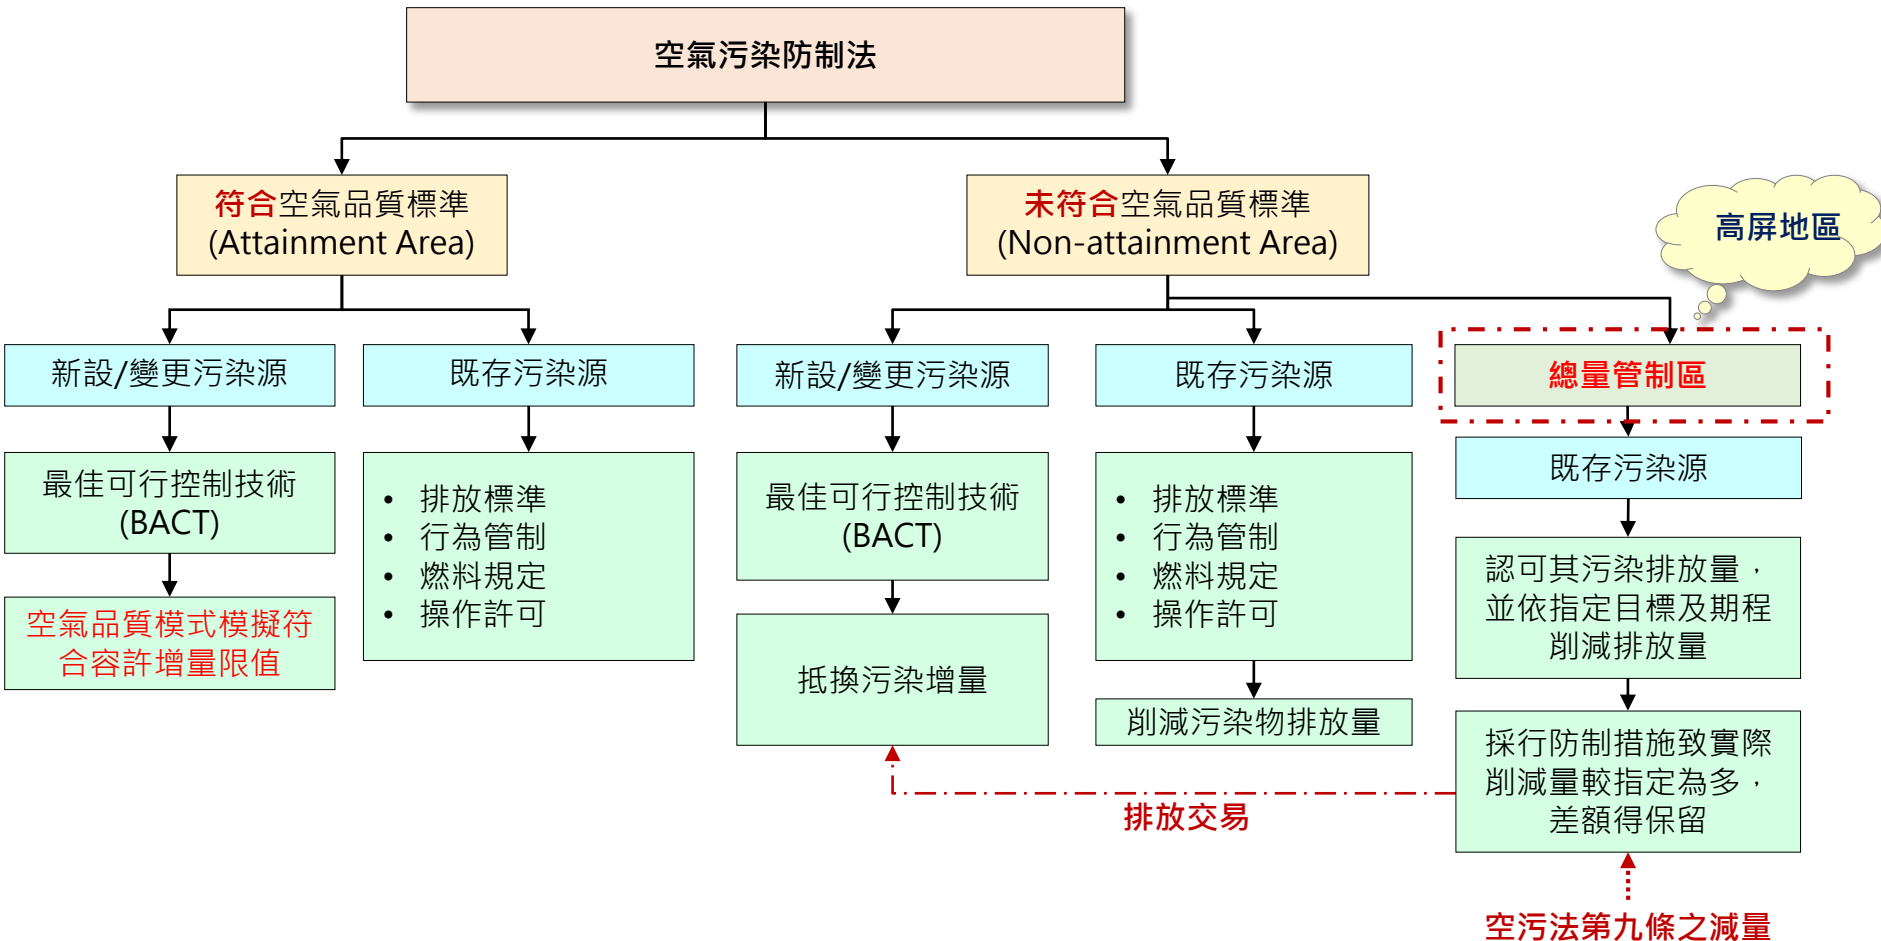 空氣污染防制法
符合空氣品質標準
(Attainment Area)
未符合空氣品質標準
(Non-attainment Area)
高屏地區
新設/變更污染源
既存污染源
新設/變更污染源
既存污染源
總量管制區
最佳可行控制技術
(BACT)
空氣品質模式模擬符
合容許增量限值
• 排放標準
• 行為管制
• 燃料規定
• 操作許可
最佳可行控制技術
(BACT)
抵換污染增量
• 排放標準
• 行為管制
• 燃料規定
• 操作許可
削減污染物排放量
既存污染源
認可其污染排放量，
並依指定目標及期程
削減排放量
採行防制措施致實際
削減量較指定為多，
差額得保留
排放交易
空污法第九條之減量